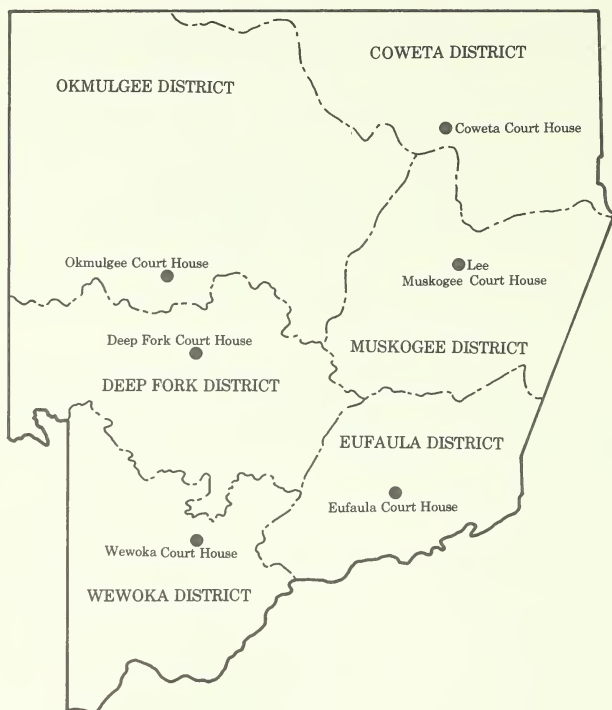 COWETA DISTRICT
OKMULGEE DISTRICT
Coweta Court House
Okmulgee Court House
Lee
Muskogee Court House
Deep Fork Court House
MUSKOGEE DISTRICT
DEEP FORK DISTRICT
EUFAULA DISTRICT
Eufaula Court House
Wewoka Court House
WEWOKA DISTRICT